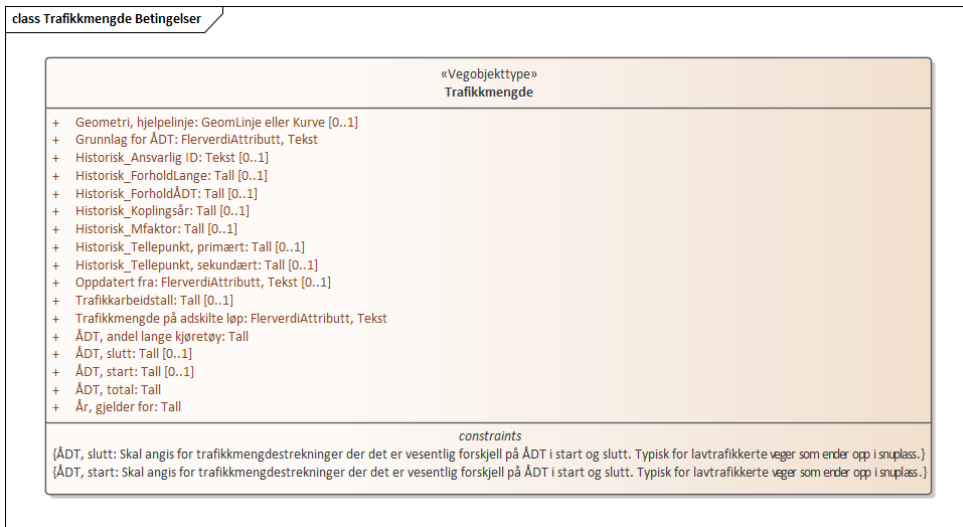 class Trafikkmengde Betingelser
«Vegobjekttype»
Trafikkmengde
+ Geometri, hjelpelinje: GeomLinje eller Kurve [0..1]
+ Grunnlag for ÅDT: FlerverdiAttributt, Tekst
+ Historisk_Ansvarlig ID: Tekst [0..1]
+ Historisk_ForholdLange: Tall [0..1]
+ Historisk_ForholdÅDT: Tall [0..1]
+ Historisk_Koplingsår: Tall [0..1]
+ Historisk_Mfaktor: Tall [0..1]
+ Historisk_Tellepunkt, primært: Tall [0..1]
+ Historisk_Tellepunkt, sekundært: Tall [0..1]
+ Oppdatert fra: FlerverdiAttributt, Tekst [0..1]
+ Trafikkarbeidstall: Tall [0..1]
+ Trafikkmengde på adskilte løp: FlerverdiAttributt, Tekst
+ ÅDT, andel lange kjøretøy: Tall
+ ÅDT, slutt: Tall [0..1]
+ ÅDT, start: Tall [0..1]
+ ÅDT, total: Tall
+ År, gjelder for: Tall
constraints
{ÅDT, slutt: Skal angis for trafikkmengdestrekninger der det er vesentlig forskjell på ÅDT i start og slutt. Typisk for lavtrafikkerte veger som ender opp i snuplass.}
{ÅDT, start: Skal angis for trafikkmengdestrekninger der det er vesentlig forskjell på ÅDT i start og slutt. Typisk for lavtrafikkerte veger som ender opp i snuplass.}